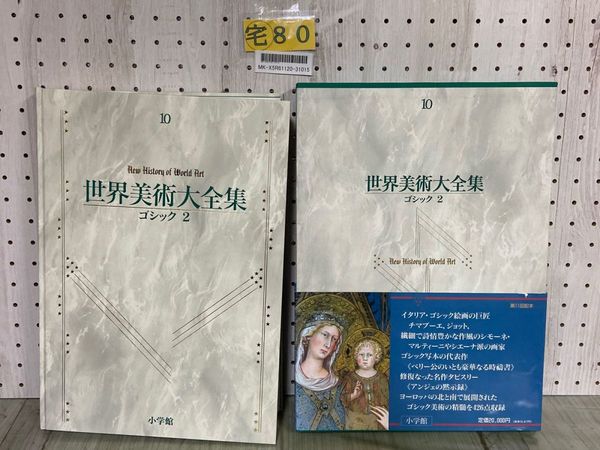 宅80
MK-X5R61120-31015
10
New History of World Art
世界美術大全集
ゴシック 2
小学館
10
世界美術大全集
ゴシック 2
New History of World Art
第11回配本
イタリア・ゴシック絵画の巨匠
チマブーエ、ジョット、
繊細で詩情豊かな作風のシモーネ・
マルティーニやシエーナ派の画家
ゴシック写本の代表作
《ベリー公のいとも豪華なる時禱書》
修復なった名作タピスリー
《アンジェの黙示録》
ヨーロッパの北と南で展開された
ゴシック美術の精髄を426点収録
小学館
定価20,000円